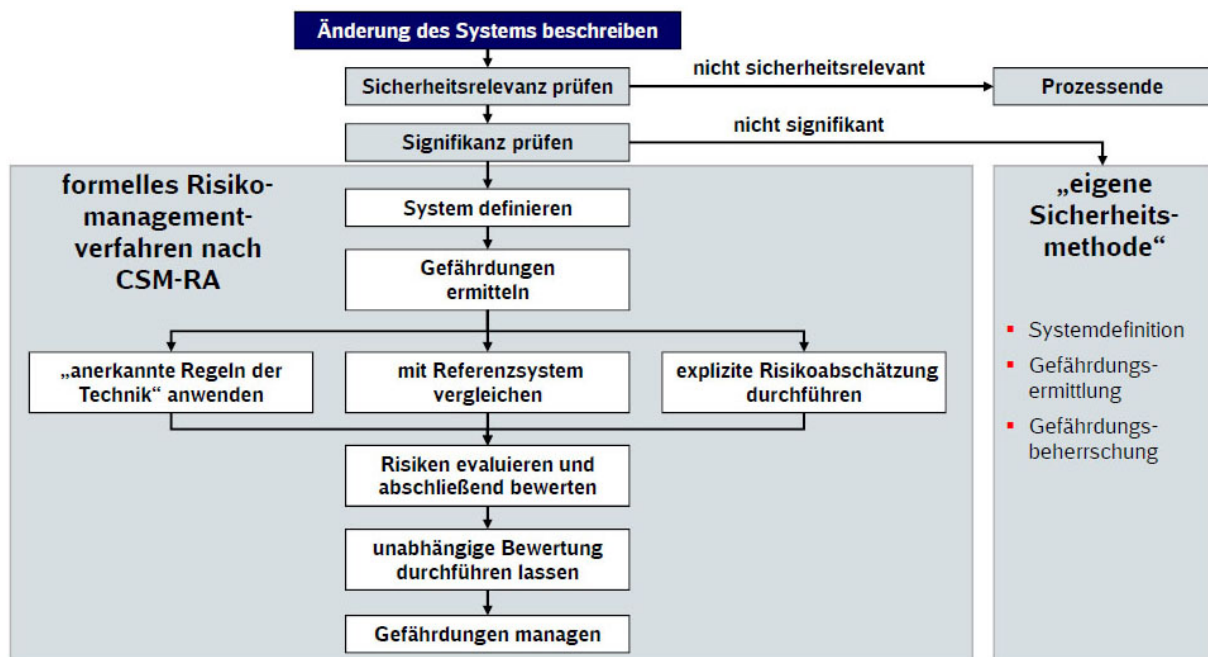 Änderung des Systems beschreiben
Sicherheitsrelevanz prüfen
nicht sicherheitsrelevant
Prozessende
Signifikanz prüfen
nicht signifikant
formelles Risiko-
management-
verfahren nach
CSM-RA
System definieren
Gefährdungen
ermitteln
„anerkannte Regeln der
Technik“ anwenden
mit Referenzsystem
vergleichen
explizite Risikoabschätzung
durchführen
Risiken evaluieren und
abschließend bewerten
unabhängige Bewertung
durchführen lassen
Gefährdungen managen
„eigene
Sicherheits-
methode“
Systemdefinition
Gefährdungs-
ermittlung
Gefährdungs-
beherrschung